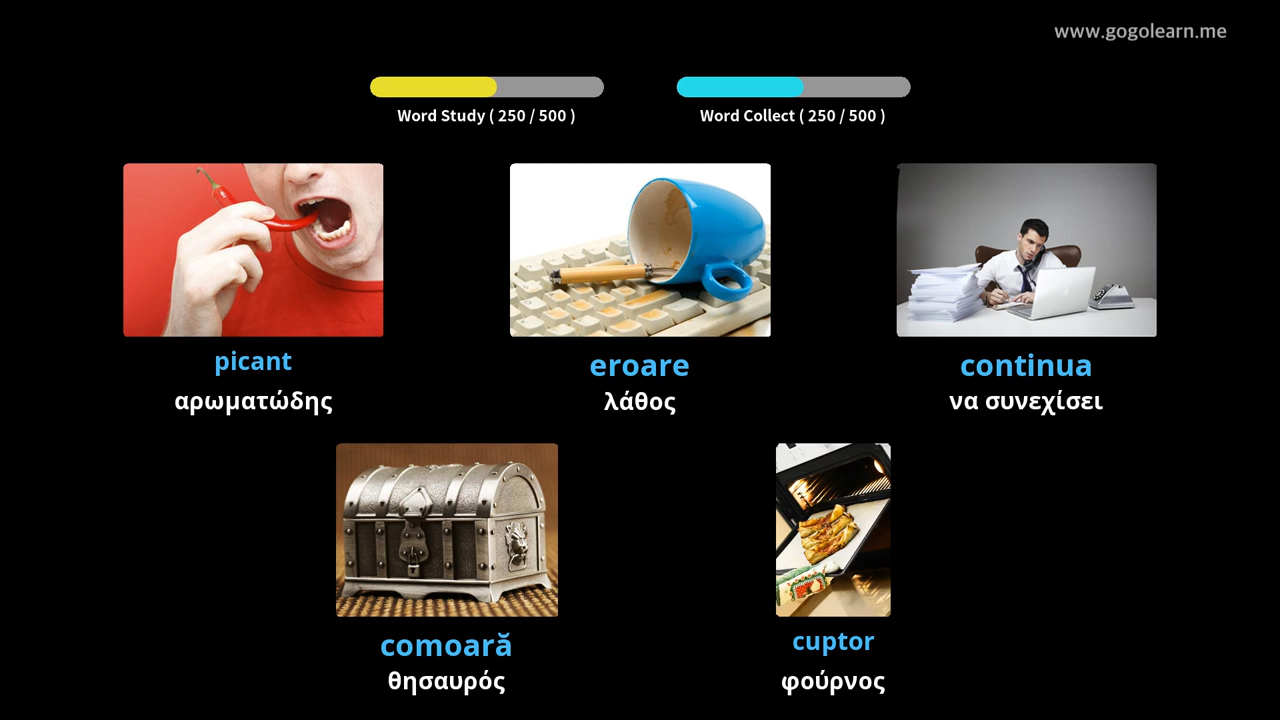 www.gogolearn.me
Word Study ( 250 / 500 )
Word Collect ( 250 / 500 )
picant
αρωματώδης
eroare
λάθος
continua
να συνεχίσει
comoară
θησαυρός
cuptor
φούρνος